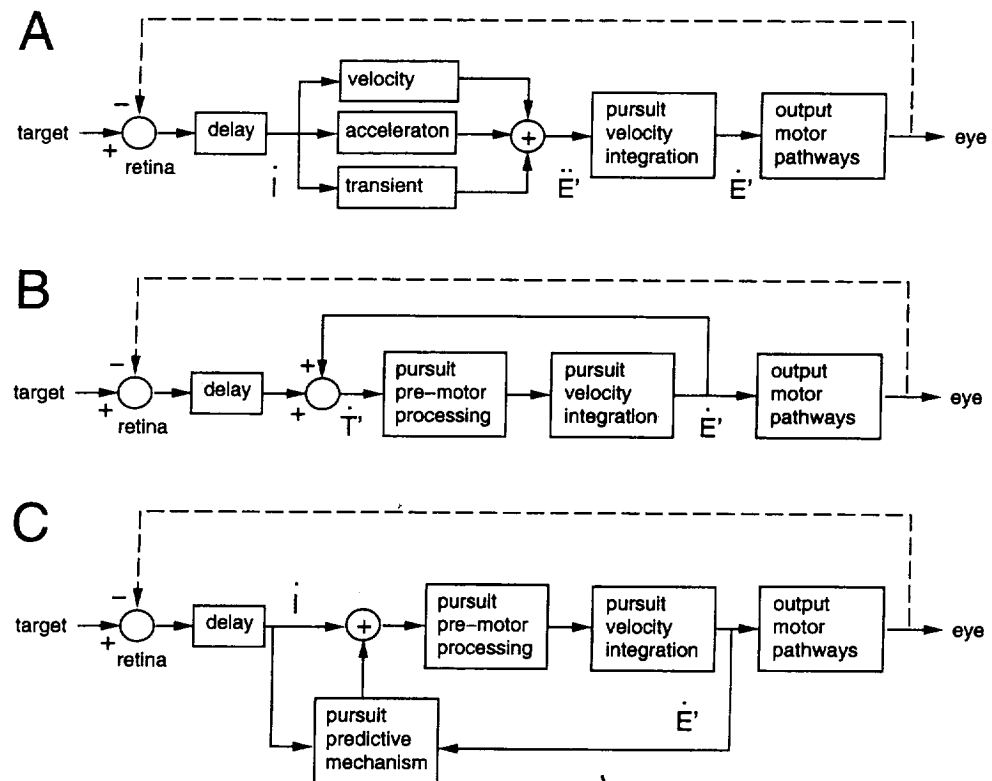 A
−
target
+
retina
delay
i̇
velocity
acceleraton
transient
+
Ë'
pursuit
velocity
integration
Ė'
output
motor
pathways
eye
B
−
target
+
retina
delay
+
+
Ṫ'
pursuit
pre−motor
processing
pursuit
velocity
integration
Ė'
output
motor
pathways
eye
C
−
target
+
retina
delay
i̇
+
pursuit
pre−motor
processing
pursuit
velocity
integration
output
motor
pathways
eye
pursuit
predictive
mechanism
Ė'